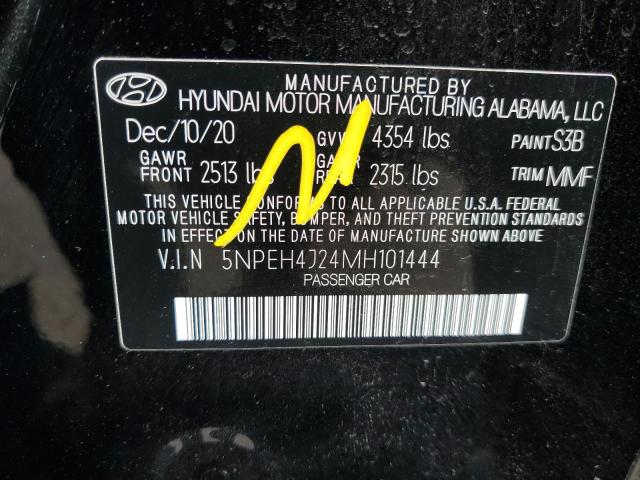 MANUFACTURED BY
HYUNDAI MOTOR MANUFACTURING ALABAMA, LLC
Dec/10/20 4354 lbs PAINT S3B
GAWR
FRONT 2513 lbs 2315 lbs TRIM MMF
THIS VEHICLE CONFORMS TO ALL APPLICABLE U.S.A. FEDERAL
MOTOR VEHICLE SAFETY, BUMPER, AND THEFT PREVENTION STANDARDS
IN EFFECT ON THE DATE OF MANUFACTURE SHOWN ABOVE
V.I.N 5NPEH4J24MH101444
PASSENGER CAR